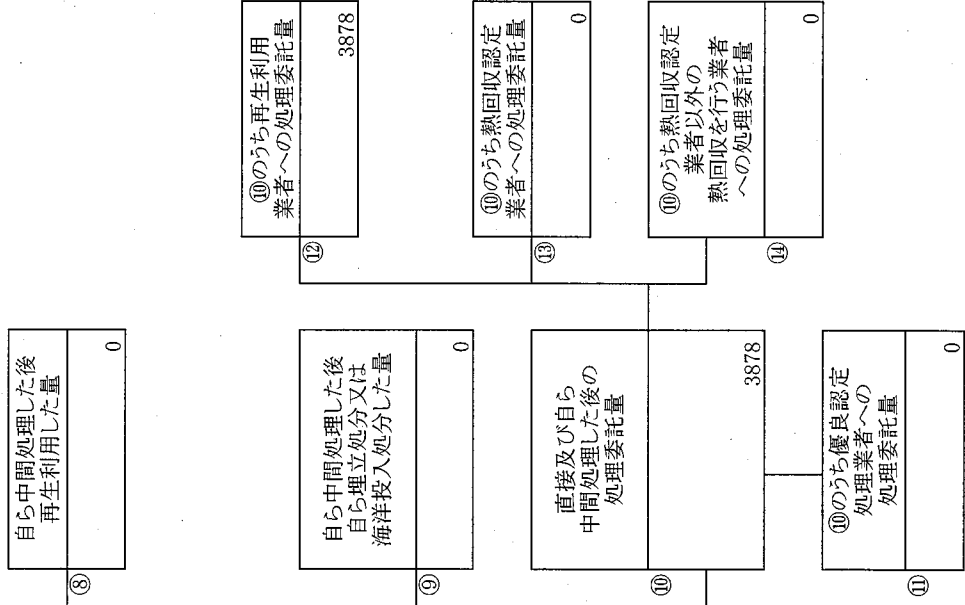 ⑧
自ら中間処理した後
再生利用した量
0
⑨
自ら中間処理した後
自ら埋立処分又は
海洋投入処分した量
0
⑩
直接及び自ら
中間処理した後の
処理委託量
3878
⑪
⑩のうち優良認定
処理業者への
処理委託量
0
⑫
⑩のうち再生利用
業者への処理委託量
3878
⑬
⑩のうち熱回収認定
業者への処理委託量
0
⑭
⑩のうち熱回収認定
業者以外の
熱回収を行う業者
への処理委託量
0